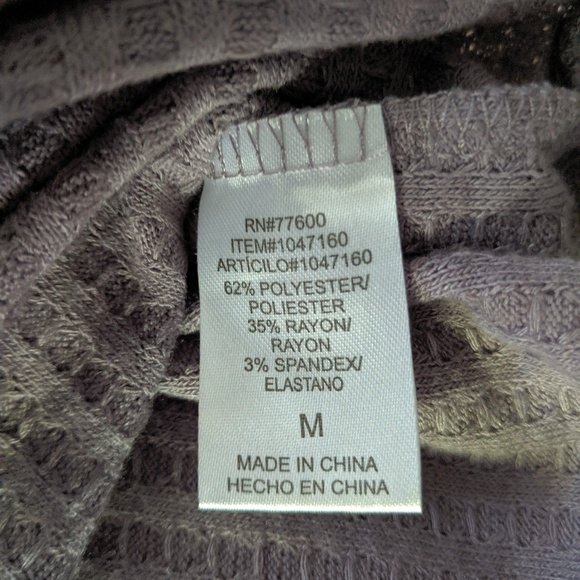 RN#77600
ITEM#1047160
ARTÍCILO#1047160
62% POLYESTER/
POLIESTER
35% RAYON/
RAYON
3% SPANDEX/
ELASTANO
M
MADE IN CHINA
HECHO EN CHINA